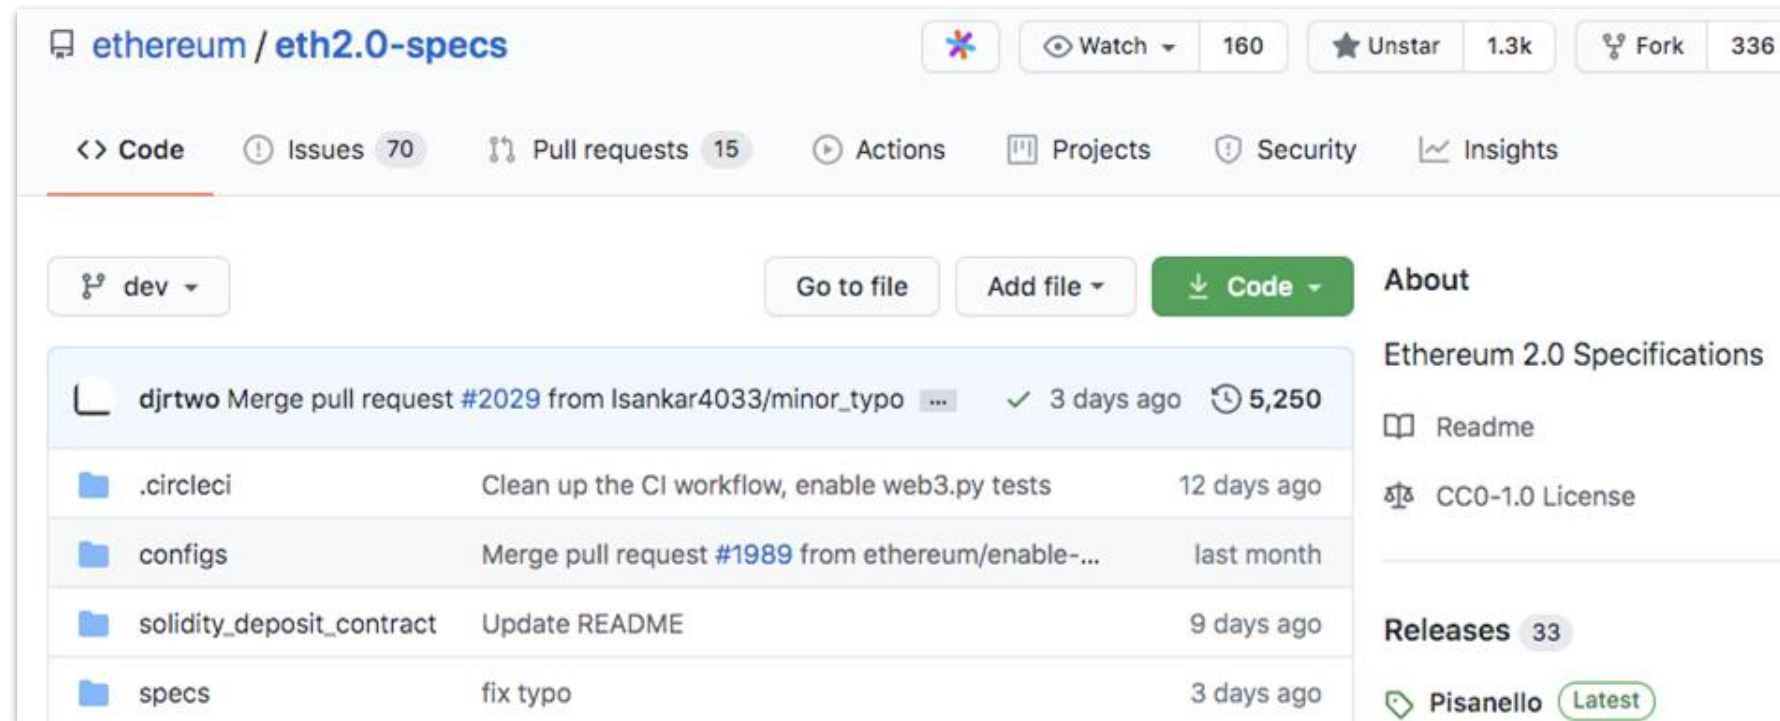 ethereum / eth2.0-specs Watch 160 Unstar 1.3k Fork 336
Code Issues 70 Pull requests 15 Actions Projects Security Insights
dev Go to file Add file Code
djrtwo Merge pull request #2029 from lsankar4033/minor_typo ... 3 days ago 5,250
.circleci Clean up the CI workflow, enable web3.py tests 12 days ago
configs Merge pull request #1989 from ethereum/enable-... last month
solidity_deposit_contract Update README 9 days ago
specs fix typo 3 days ago
About
Ethereum 2.0 Specifications
Readme
CC0-1.0 License
Releases 33
Pisanello Latest